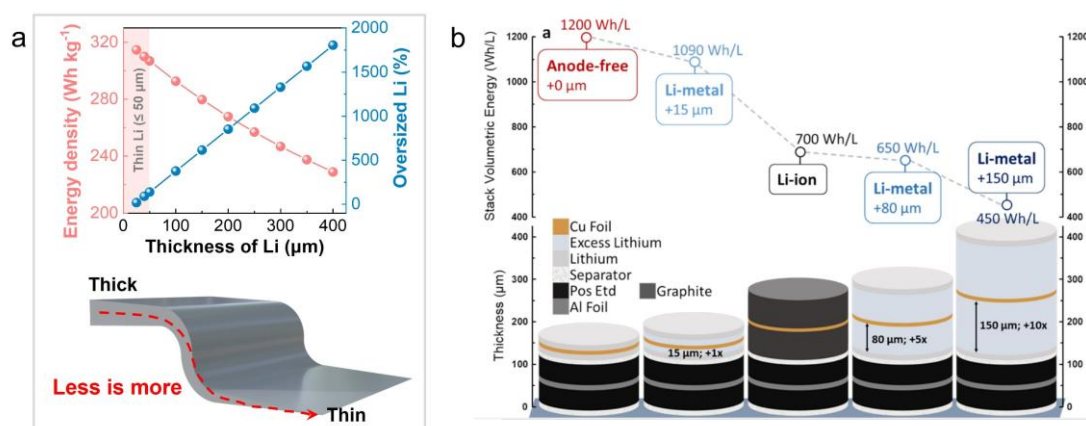 a
Energy density (Wh kg⁻¹)
320
280
240
200
Thin Li (≤ 50 µm)
2000
1750
1500
1250
1000
750
500
250
0
Oversized Li (%)
0
100
200
300
400
Thickness of Li (µm)
Thick
Less is more
Thin
b
a
Stack Volumetric Energy (Wh/L)
1200
1000
800
600
400
1200 Wh/L
Anode-free
+0 µm
1090 Wh/L
Li-metal
+15 µm
700 Wh/L
Li-ion
650 Wh/L
Li-metal
+80 µm
Li-metal
+150 µm
450 Wh/L
1200
1000
800
600
400
Cu Foil
Excess Lithium
Lithium
Separator
Pos Etd
Graphite
Al Foil
Thickness (µm)
400
300
200
100
0
15 µm; +1x
80 µm; +5x
150 µm; +10x
400
300
200
100
0